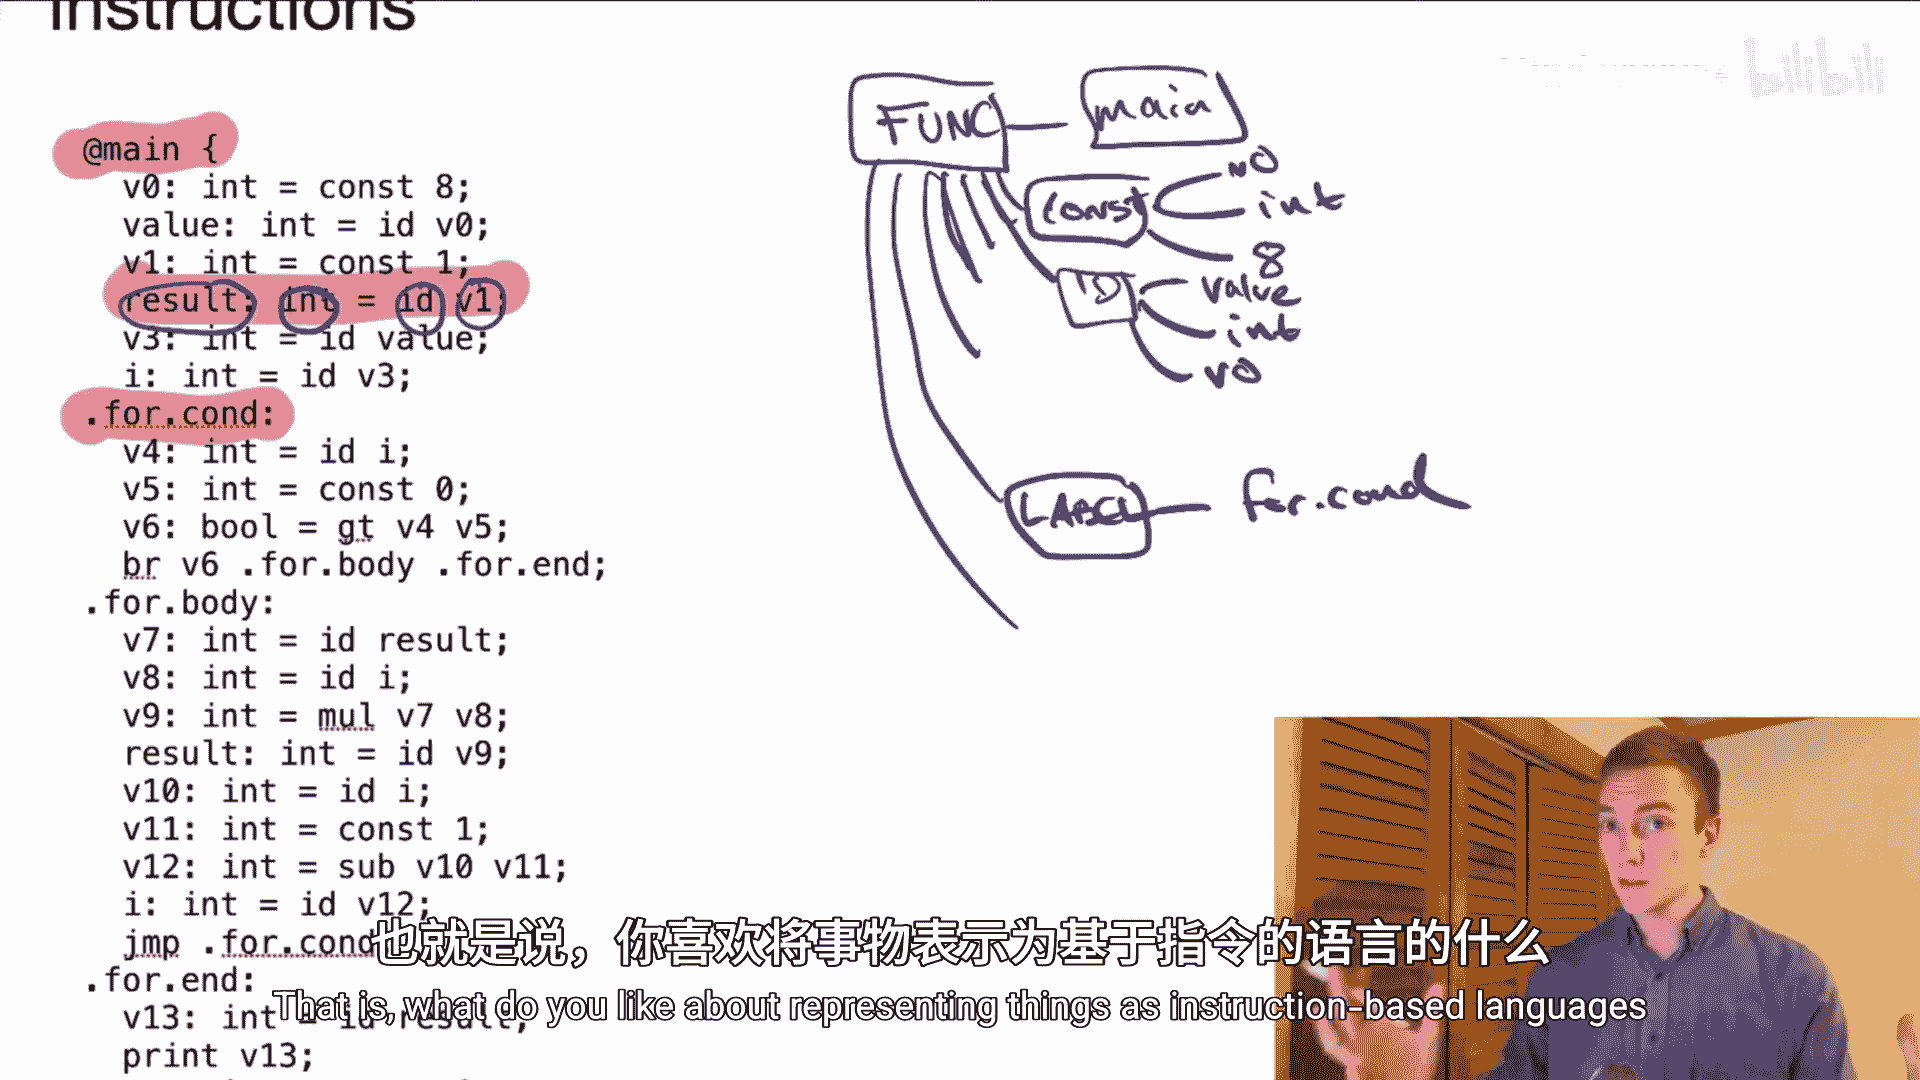 instructions
@main {
v0: int = const 8;
value: int = id v0;
v1: int = const 1;
result: int = id v1;
v3: int = id value;
i: int = id v3;
.for.cond:
v4: int = id i;
v5: int = const 0;
v6: bool = gt v4 v5;
br v6 .for.body .for.end;
.for.body:
v7: int = id result;
v8: int = id i;
v9: int = mul v7 v8;
result: int = id v9;
v10: int = id i;
v11: int = const 1;
v12: int = sub v10 v11;
i: int = id v12;
jmp .for.cond
.for.end:
v13: int = id result;
print v13;
FUNC
main
const
v0
int
8
ID
value
int
v0
LABEL
for.cond
bilibili
也就是说，你喜欢将事物表示为基于指令的语言的什么
That is, what do you like about representing things as instruction-based languages